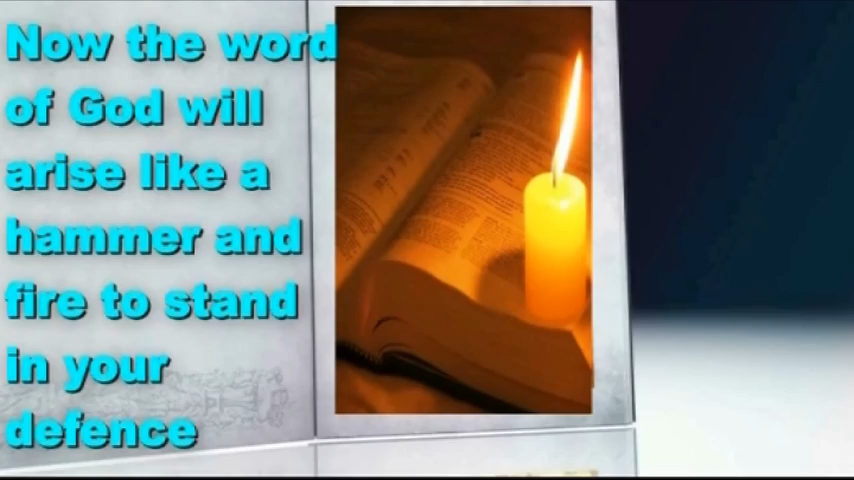 Now the word
of God will
arise like a
hammer and
fire to stand
in your
defence